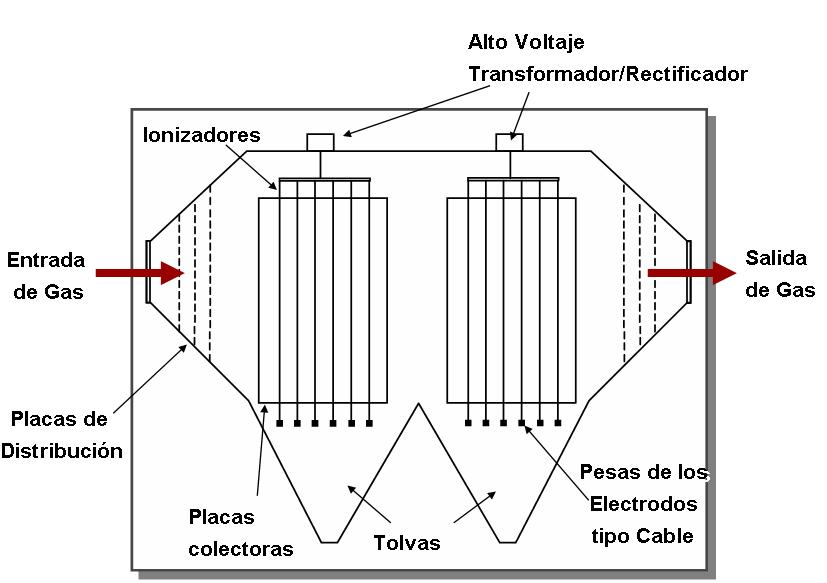 Alto Voltaje
Transformador/Rectificador
Ionizadores
Entrada
de Gas
Salida
de Gas
Placas de
Distribución
Placas
colectoras
Tolvas
Pesas de los
Electrodos
tipo Cable